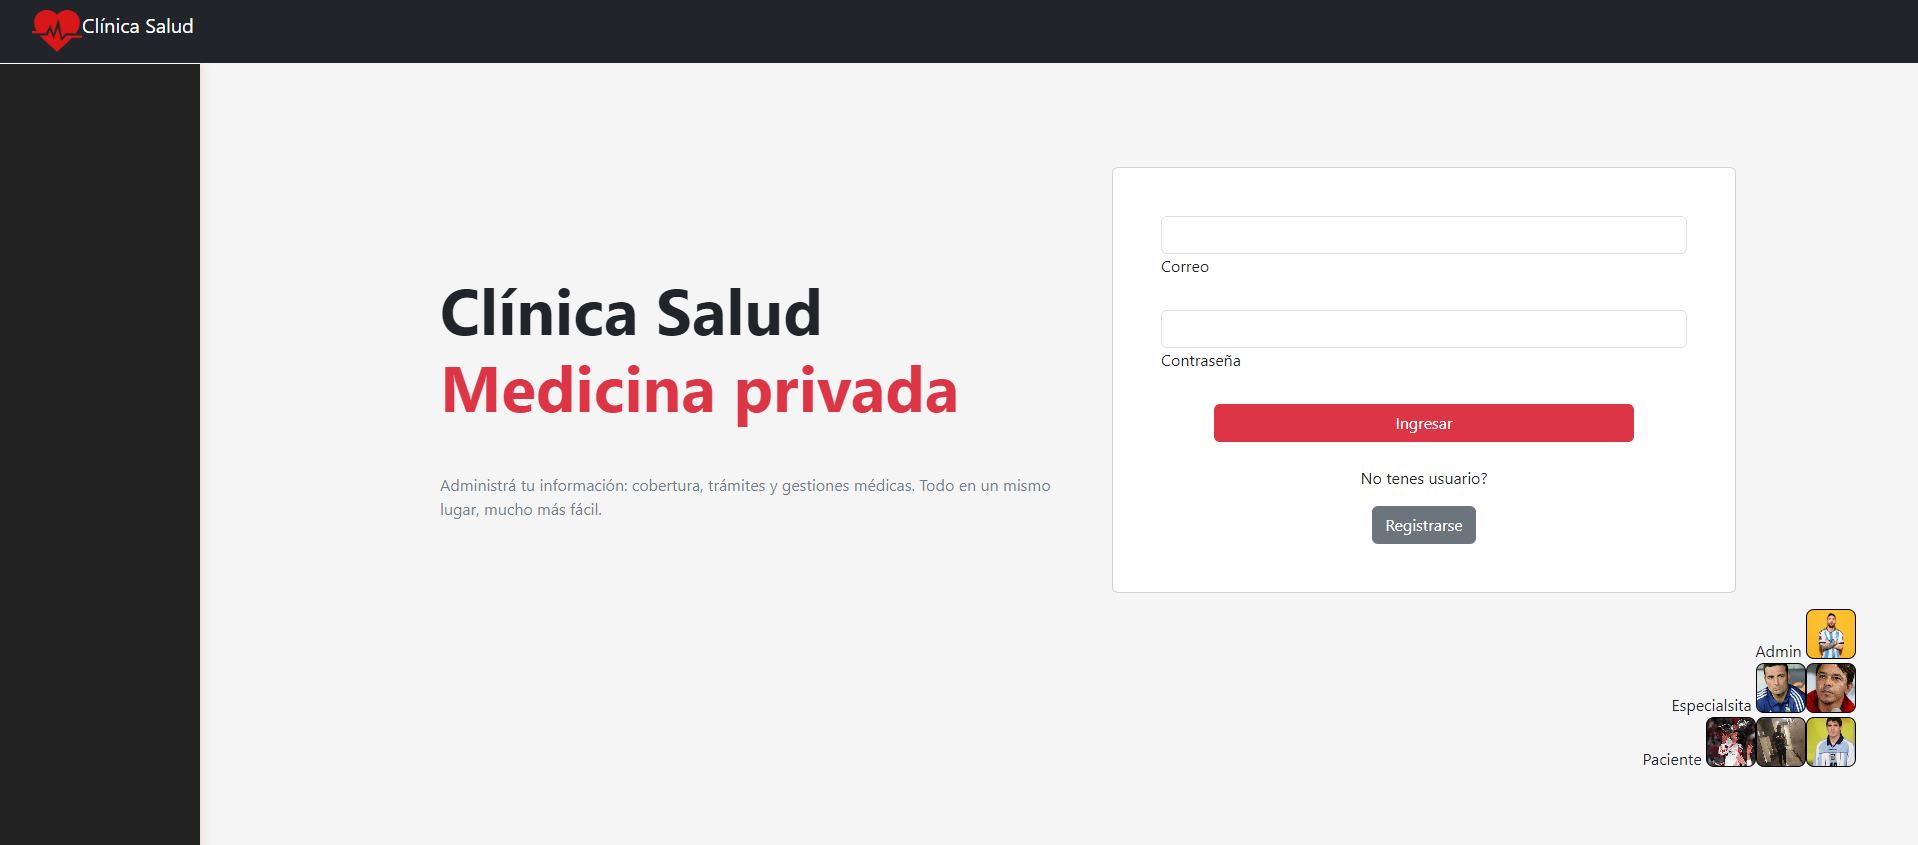 Clínica Salud
Clínica Salud
Medicina privada
Administrá tu información: cobertura, trámites y gestiones médicas. Todo en un mismo
lugar, mucho más fácil.
Correo
Contraseña
Ingresar
No tenes usuario?
Registrarse
Admin
Especialsita
Paciente